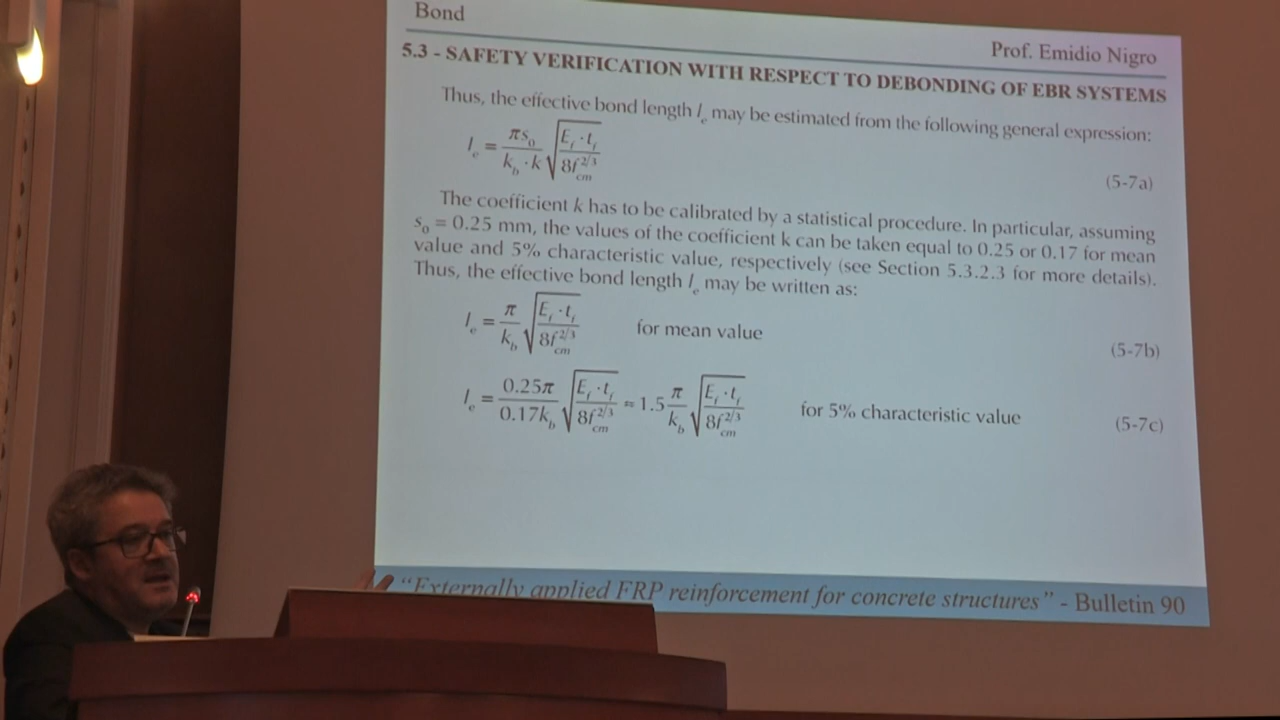 Bond
Prof. Emidio Nigro
5.3 - SAFETY VERIFICATION WITH RESPECT TO DEBONDING OF EBR SYSTEMS
Thus, the effective bond length l_e may be estimated from the following general expression:
l_e = πs_0 / (k_b · k) √(E_f · t_f / 8f_cm^2/3)
(5-7a)
The coefficient k has to be calibrated by a statistical procedure. In particular, assuming
s_0 = 0.25 mm, the values of the coefficient k can be taken equal to 0.25 or 0.17 for mean
value and 5% characteristic value, respectively (see Section 5.3.2.3 for more details).
Thus, the effective bond length l_e may be written as:
l_e = π / k_b √(E_f · t_f / 8f_cm^2/3) for mean value (5-7b)
l_e = 0.25π / 0.17k_b √(E_f · t_f / 8f_cm^2/3) ≈ 1.5 π / k_b √(E_f · t_f / 8f_cm^2/3) for 5% characteristic value (5-7c)
"Externally applied FRP reinforcement for concrete structures" - Bulletin 90